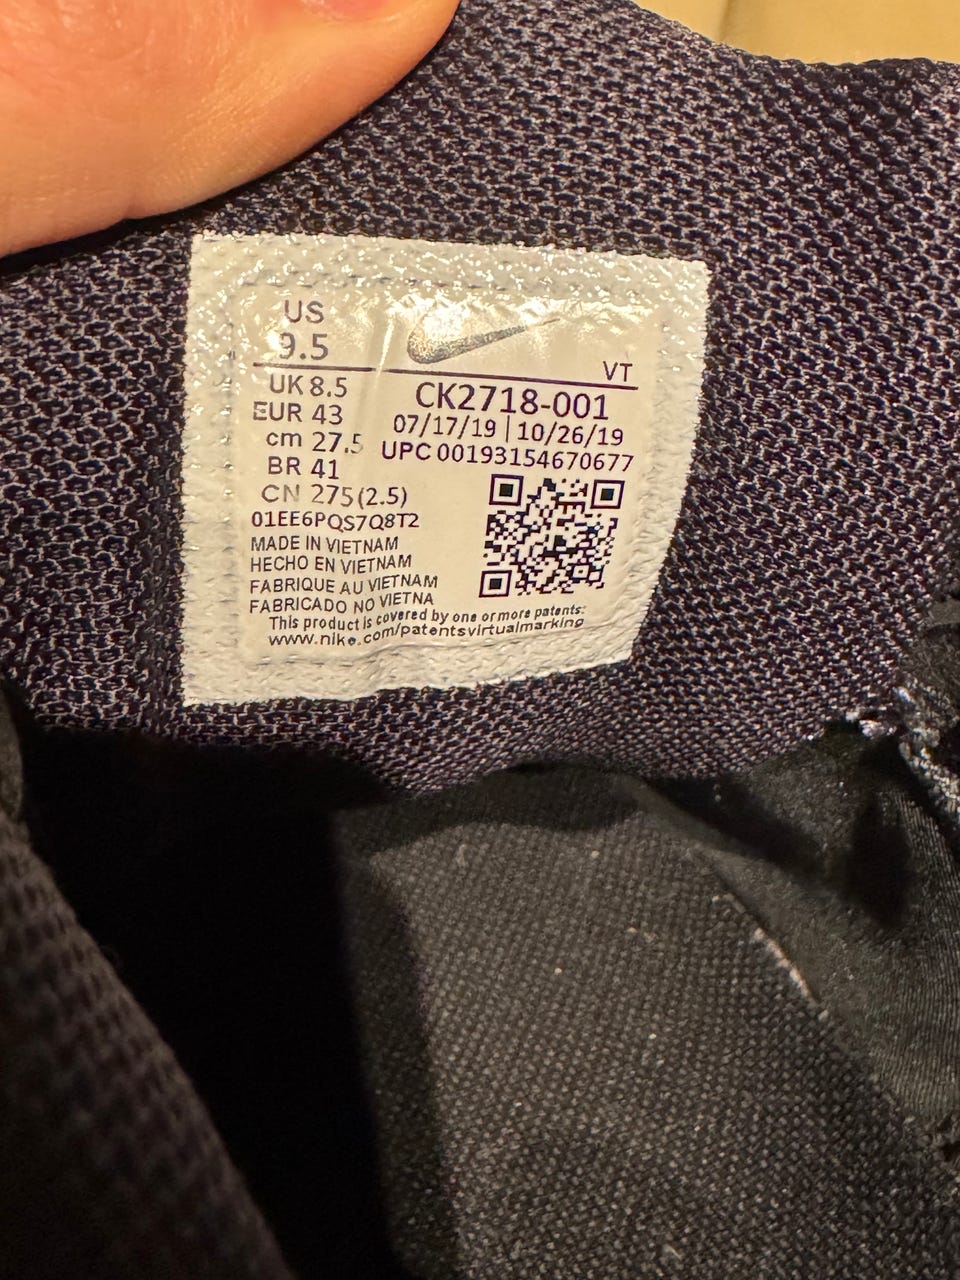 US
9.5
UK 8.5
EUR 43
cm 27.5
BR 41
CN 275(2.5)
VT
CK2718-001
07/17/19 | 10/26/19
UPC 00193154670677
01EE6PQS7Q8T2
MADE IN VIETNAM
HECHO EN VIETNAM
FABRIQUE AU VIETNAM
FABRICADO NO VIETNA
This product is covered by one or more patents:
www.nike.com/patentsvirtualmarking